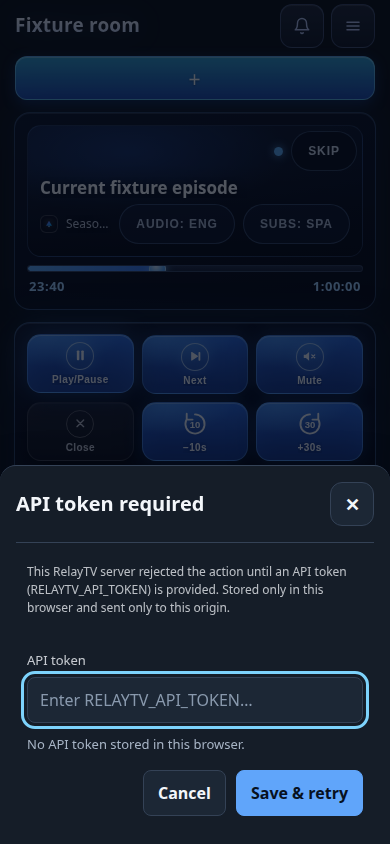 Fixture room
+
SKIP
Current fixture episode
Seaso...
AUDIO: ENG
SUBS: SPA
23:40
1:00:00
Play/Pause
Next
Mute
Close
10
−10s
30
+30s
API token required
This RelayTV server rejected the action until an API token
(RELAYTV_API_TOKEN) is provided. Stored only in this
browser and sent only to this origin.
API token
Enter RELAYTV_API_TOKEN...
No API token stored in this browser.
Cancel
Save & retry